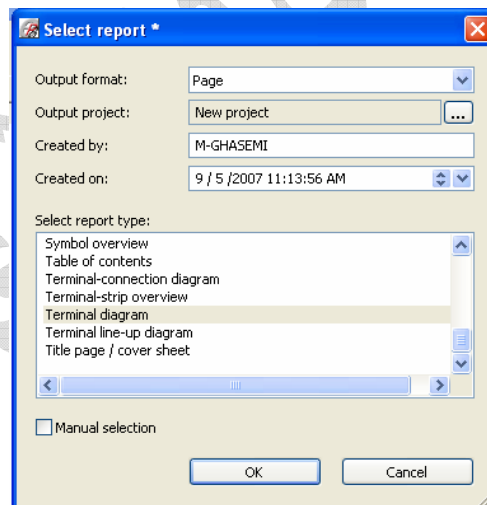 Select report *
Output format: Page
Output project: New project ...
Created by: M-GHASEMI
Created on: 9 / 5 /2007 11:13:56 AM
Select report type:
Symbol overview
Table of contents
Terminal-connection diagram
Terminal-strip overview
Terminal diagram
Terminal line-up diagram
Title page / cover sheet
Manual selection
OK Cancel